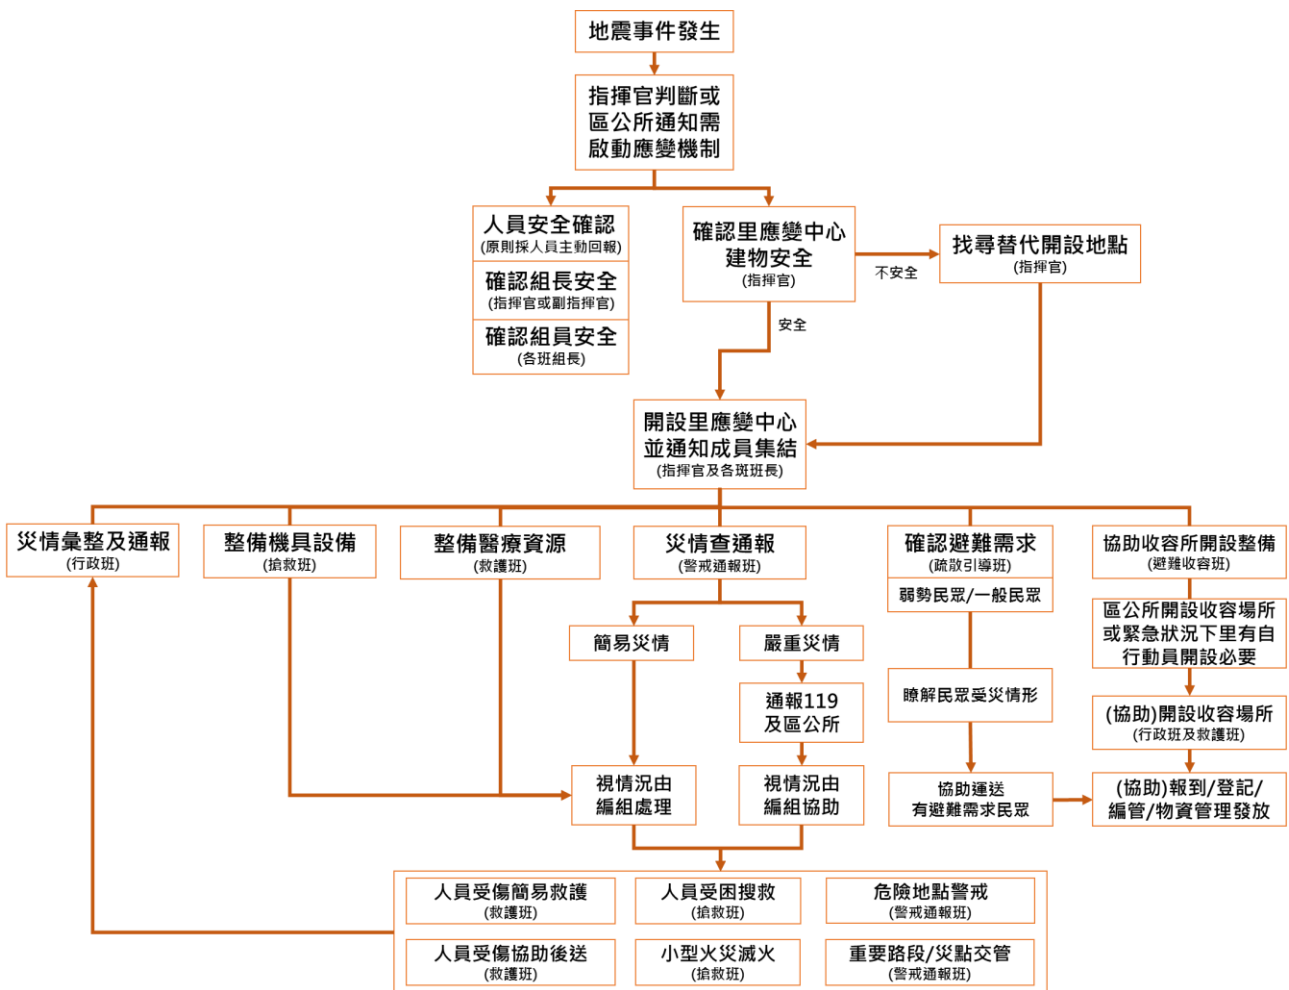 地震事件發生
指揮官判斷或
區公所通知需
啟動應變機制
人員安全確認
(原則採人員主動回報)
確認組長安全
(指揮官或副指揮官)
確認組員安全
(各班組長)
確認里應變中心
建物安全
(指揮官)
不安全
找尋替代開設地點
(指揮官)
安全
開設里應變中心
並通知成員集結
(指揮官及各斑班長)
災情彙整及通報
(行政班)
整備機具設備
(搶救班)
整備醫療資源
(救護班)
災情查通報
(警戒通報班)
確認避難需求
(疏散引導班)
弱勢民眾/一般民眾
協助收容所開設整備
(避難收容班)
區公所開設收容場所
或緊急狀況下里有自
行動員開設必要
簡易災情
嚴重災情
通報119
及區公所
瞭解民眾受災情形
(協助)開設收容場所
(行政班及救護班)
視情況由
編組處理
視情況由
編組協助
協助運送
有避難需求民眾
(協助)報到/登記/
編管/物資管理發放
人員受傷簡易救護
(救護班)
人員受困搜救
(搶救班)
危險地點警戒
(警戒通報班)
人員受傷協助後送
(救護班)
小型火災滅火
(搶救班)
重要路段/災點交管
(警戒通報班)